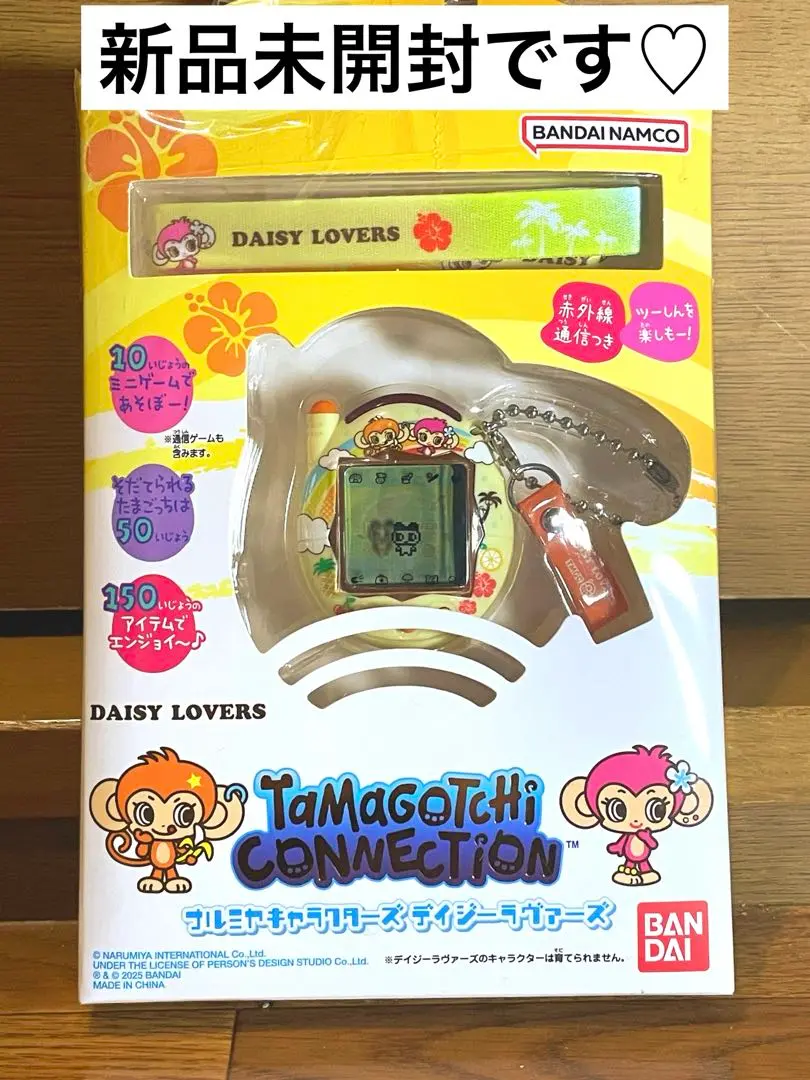 新品未開封です♡
BANDAI NAMCO
DAISY LOVERS
DAISY
赤外線
通信つき
ツーしんを
楽しもー!
10いじょうの
ミニゲームで
あそぼー!
※通信ゲームも
含みます。
そだてられる
たまごっちは
50いじょう
150いじょうの
アイテムで
エンジョイ〜♪
DAISY LOVERS
TAMAGOTCHI
CONNECTION™
ナルミヤキャラクターズ デイジーラヴァーズ
BAN
DAI
© NARUMIYA INTERNATIONAL Co.,Ltd.
UNDER THE LICENSE OF PERSON'S DESIGN STUDIO Co.,Ltd.
® & © 2025 BANDAI
MADE IN CHINA
※デイジーラヴァーズのキャラクターは育てられません。